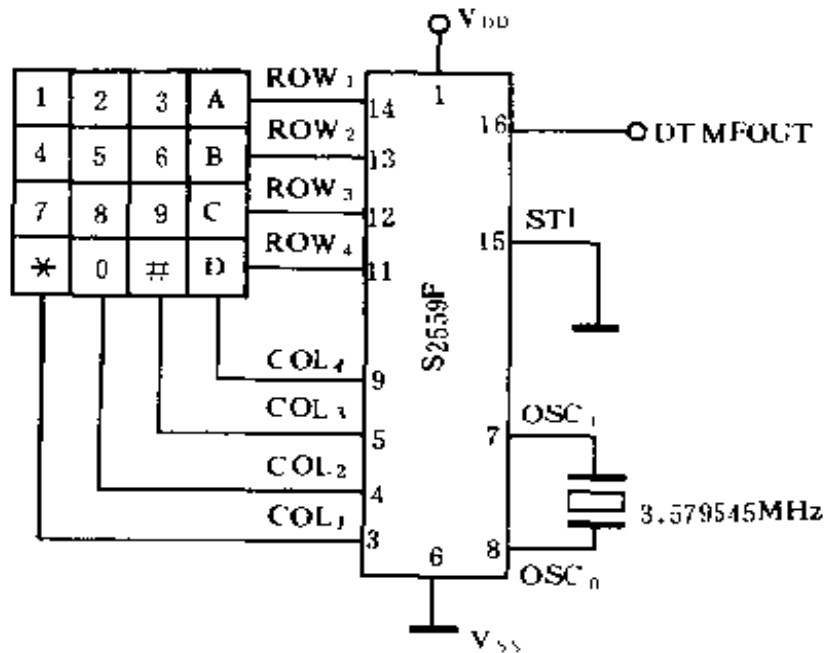 V_DD
1 2 3 A
4 5 6 B
7 8 9 C
* 0 # D
ROW₁
ROW₂
ROW₃
ROW₄
COL₄
COL₃
COL₂
COL₁
14
13
12
11
9
5
4
3
1
S2559F
6
16
15
7
8
DTMFOUT
STI
OSC₁
3.579545MHz
OSC₀
V_SS